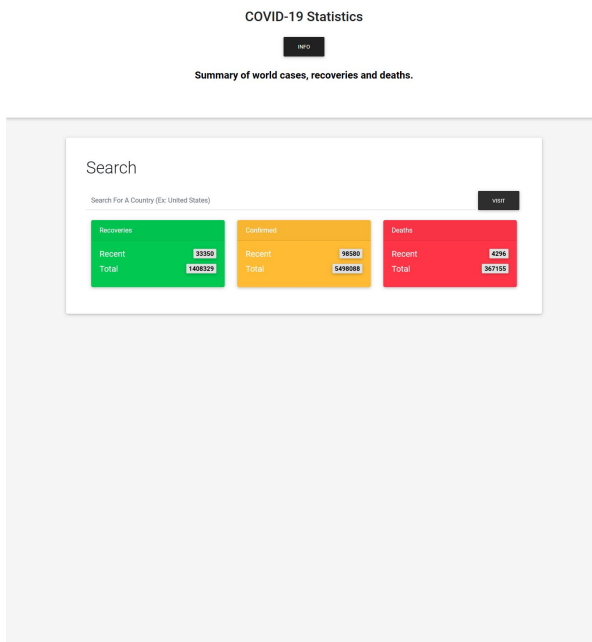 COVID-19 Statistics
INFO
Summary of world cases, recoveries and deaths.
Search
Search For A Country (Ex: United States)
VISIT
Recoveries
Recent 33350
Total 1408329
Confirmed
Recent 98580
Total 5498088
Deaths
Recent 4296
Total 367155